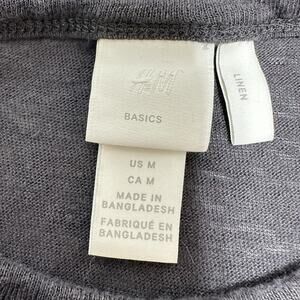 H&M
BASICS
LINEN
US M
CA M
MADE IN
BANGLADESH
FABRIQUÉ EN
BANGLADESH